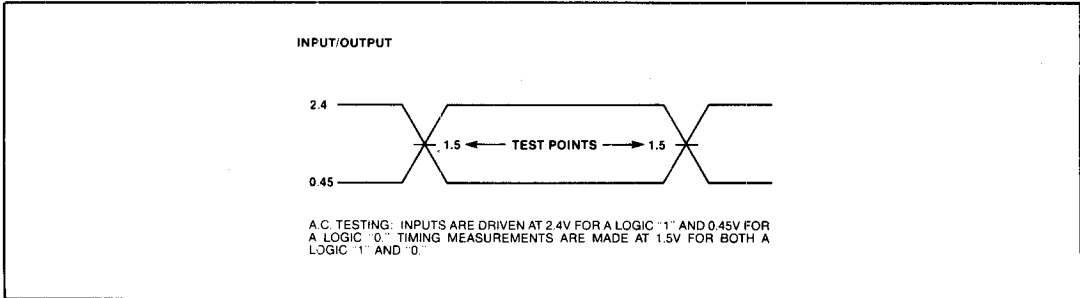 INPUT/OUTPUT
2.4
1.5 TEST POINTS 1.5
0.45
A.C. TESTING: INPUTS ARE DRIVEN AT 2.4V FOR A LOGIC "1" AND 0.45V FOR
A LOGIC "0." TIMING MEASUREMENTS ARE MADE AT 1.5V FOR BOTH A
LOGIC "1" AND "0."